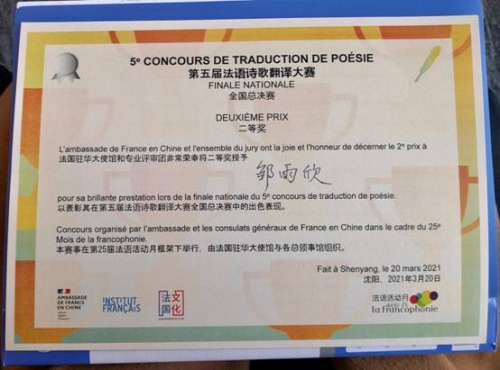 5e CONCOURS DE TRADUCTION DE POÉSIE
第五届法语诗歌翻译大赛
FINALE NATIONALE
全国总决赛
DEUXIÈME PRIX
二等奖
L'ambassade de France en Chine et l'ensemble du jury ont la joie et l'honneur de décerner le 2e prix à
法国驻华大使馆和专业评审团非常荣幸将二等奖授予
邹雨欣
pour sa brillante prestation lors de la finale nationale du 5e concours de traduction de poésie.
以表彰其在第五届法语诗歌翻译大赛全国总决赛中的出色表现。
Concours organisé par l'ambassade et les consulats généraux de France en Chine dans le cadre du 25e
Mois de la francophonie.
本赛事在第25届法语活动月框架下举行,由法国驻华大使馆与各总领事馆组织。
Fait à Shenyang, le 20 mars 2021
沈阳,2021年3月20日
AMBASSADE
DE FRANCE
EN CHINE
INSTITUT
FRANÇAIS
法国文化
法语活动月
la francophonie